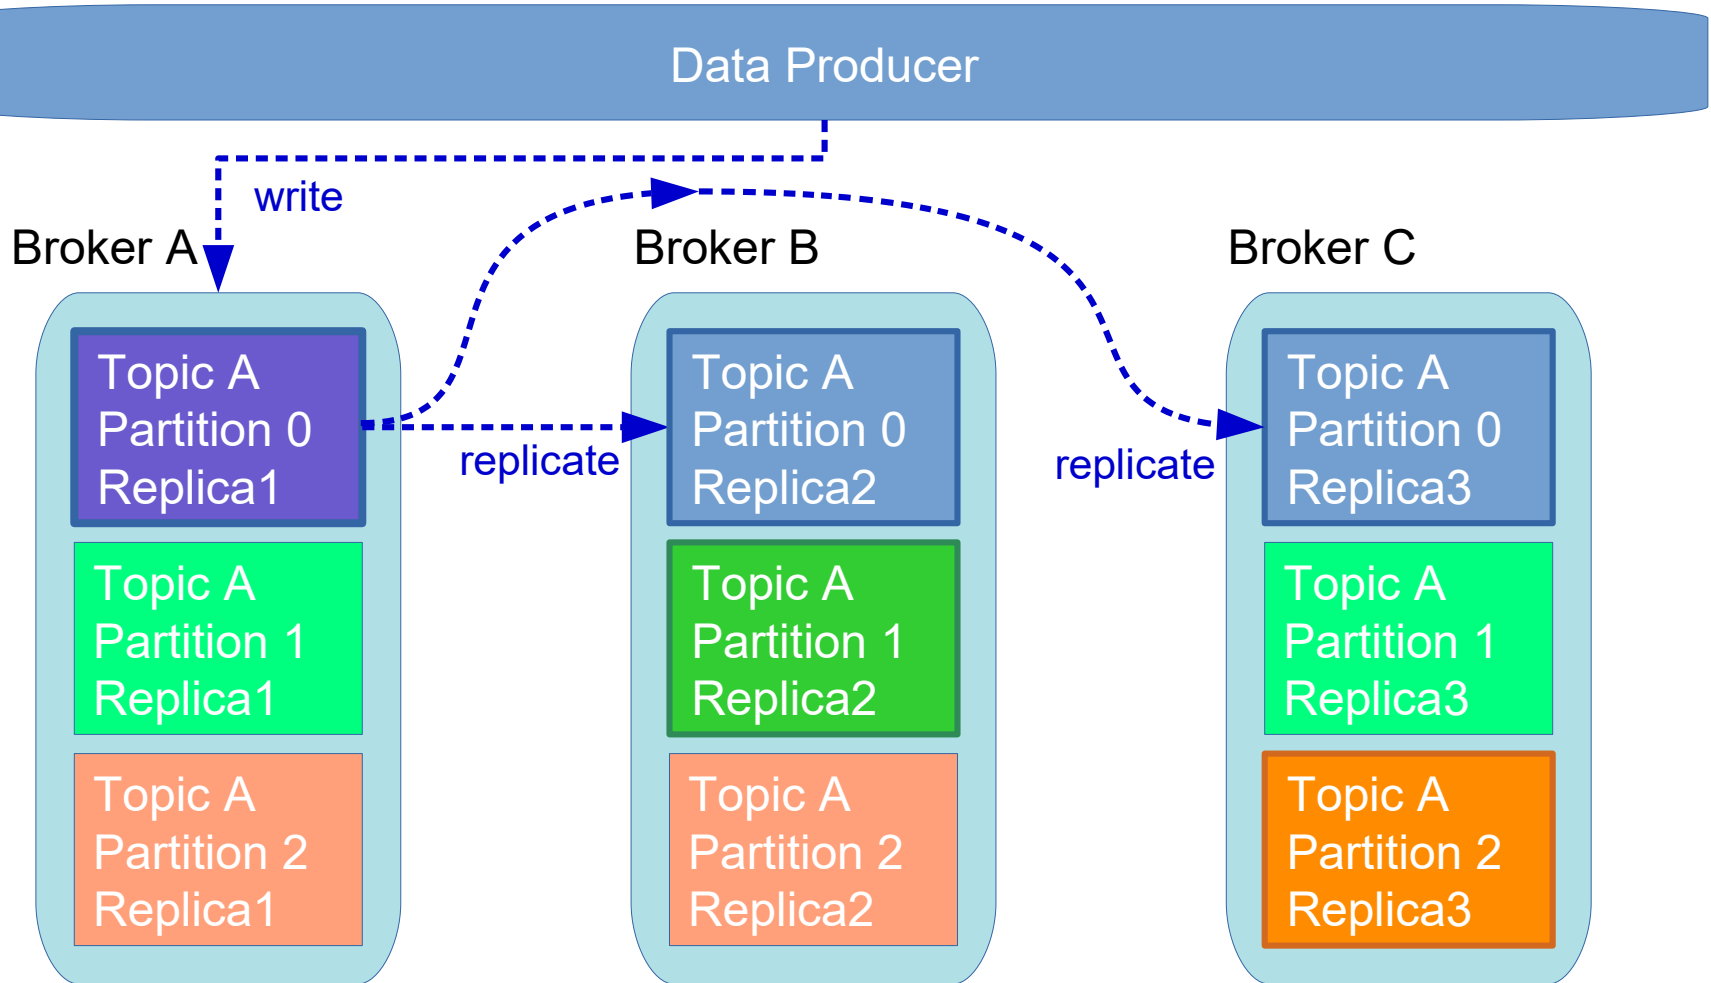 Data Producer
write
Broker A
Broker B
Broker C
Topic A
Partition 0
Replica1
replicate
Topic A
Partition 0
Replica2
replicate
Topic A
Partition 0
Replica3
Topic A
Partition 1
Replica1
Topic A
Partition 1
Replica2
Topic A
Partition 1
Replica3
Topic A
Partition 2
Replica1
Topic A
Partition 2
Replica2
Topic A
Partition 2
Replica3